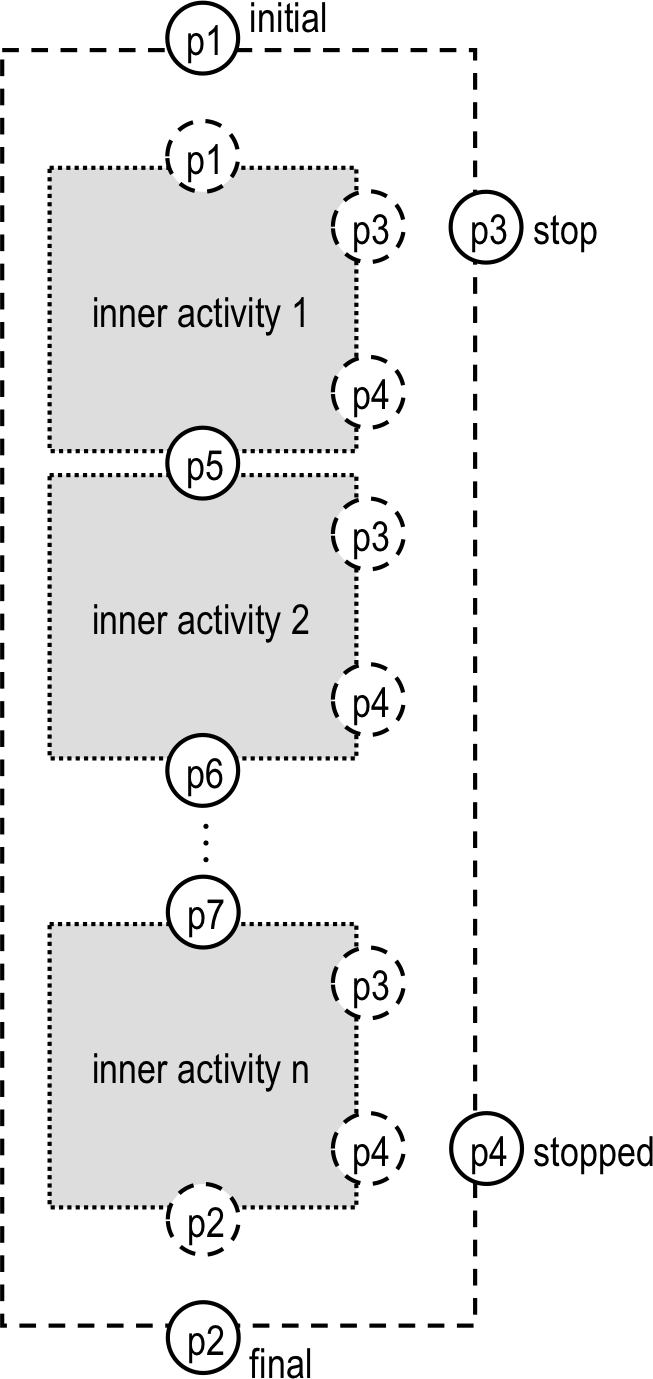 p1 initial
p1
p3
p3 stop
inner activity 1
p4
p5
p3
inner activity 2
p4
p6
p7
p3
inner activity n
p4
p4 stopped
p2
p2 final